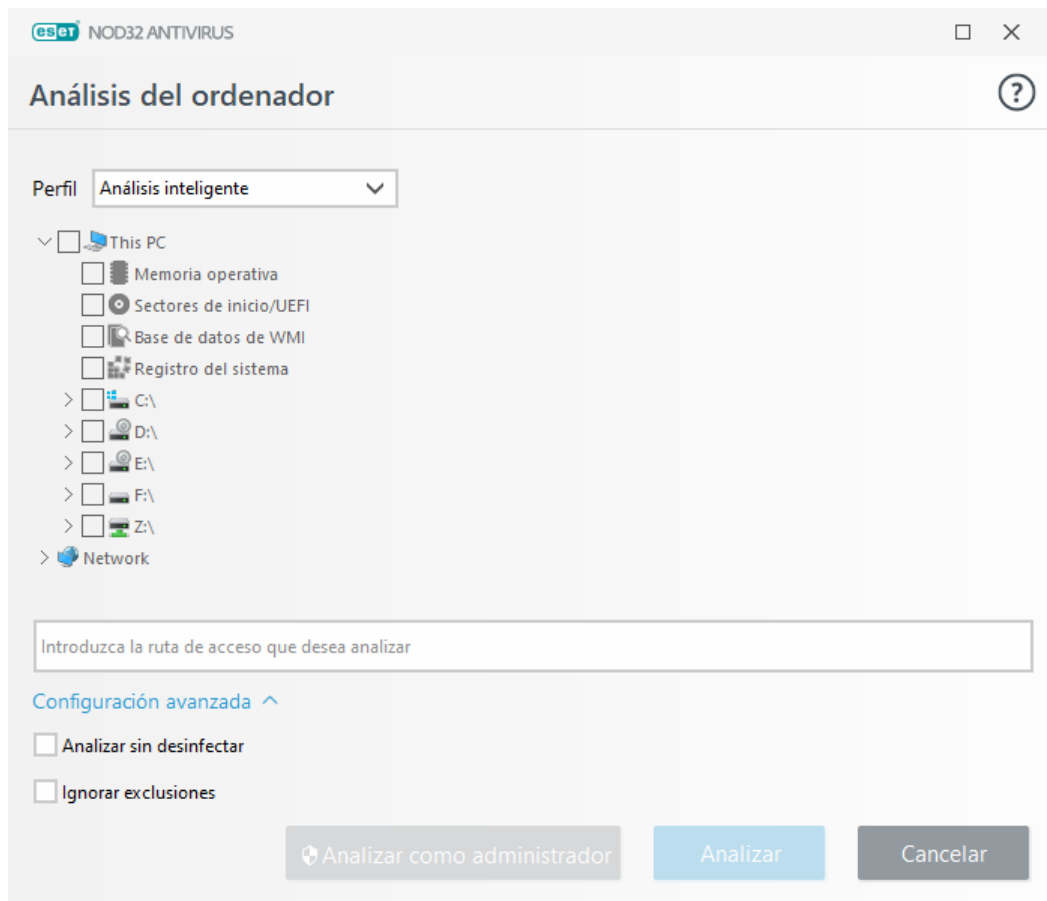 eset NOD32 ANTIVIRUS
Análisis del ordenador
?
Perfil Análisis inteligente
This PC
Memoria operativa
Sectores de inicio/UEFI
Base de datos de WMI
Registro del sistema
C:\
D:\
E:\
F:\
Z:\
Network
Introduzca la ruta de acceso que desea analizar
Configuración avanzada
Analizar sin desinfectar
Ignorar exclusiones
Analizar como administrador Analizar Cancelar